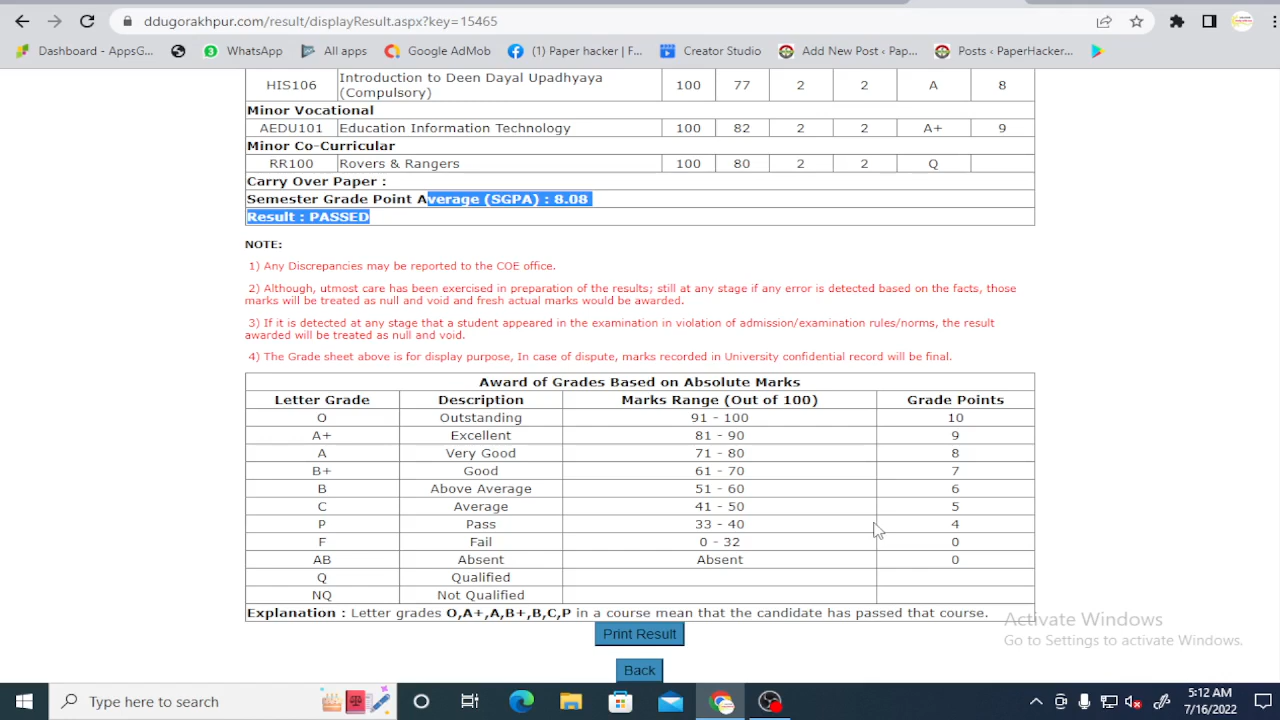 ddugorakhpur.com/result/displayResult.aspx?key=15465
Dashboard - AppsG... WhatsApp All apps Google AdMob (1) Paper hacker | F... Creator Studio Add New Post ‹ Pap... Posts ‹ PaperHacker...
HIS106 Introduction to Deen Dayal Upadhyaya (Compulsory) 100 77 2 2 A 8
Minor Vocational
AEDU101 Education Information Technology 100 82 2 2 A+ 9
Minor Co-Curricular
RR100 Rovers & Rangers 100 80 2 2 Q
Carry Over Paper :
Semester Grade Point Average (SGPA) : 8.08
Result : PASSED
NOTE:
1) Any Discrepancies may be reported to the COE office.
2) Although, utmost care has been exercised in preparation of the results; still at any stage if any error is detected based on the facts, those
marks will be treated as null and void and fresh actual marks would be awarded.
3) If it is detected at any stage that a student appeared in the examination in violation of admission/examination rules/norms, the result
awarded will be treated as null and void.
4) The Grade sheet above is for display purpose, In case of dispute, marks recorded in University confidential record will be final.
Award of Grades Based on Absolute Marks
Letter Grade Description Marks Range (Out of 100) Grade Points
O Outstanding 91 - 100 10
A+ Excellent 81 - 90 9
A Very Good 71 - 80 8
B+ Good 61 - 70 7
B Above Average 51 - 60 6
C Average 41 - 50 5
P Pass 33 - 40 4
F Fail 0 - 32 0
AB Absent Absent 0
Q Qualified
NQ Not Qualified
Explanation : Letter grades O,A+,A,B+,B,C,P in a course mean that the candidate has passed that course.
Print Result
Back
Activate Windows
Go to Settings to activate Windows.
Type here to search
5:12 AM
7/16/2022